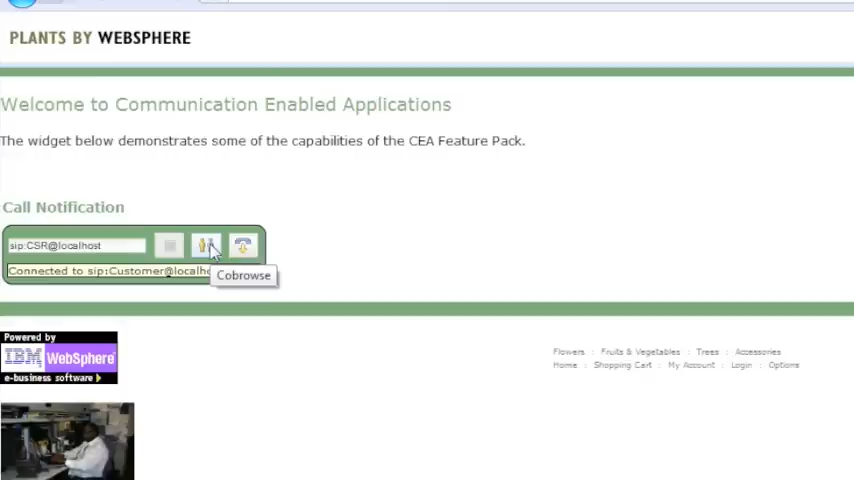 PLANTS BY WEBSPHERE
Welcome to Communication Enabled Applications
The widget below demonstrates some of the capabilities of the CEA Feature Pack.
Call Notification
sip:CSR@localhost
Connected to sip:Customer@localho
Cobrowse
Powered by
IBM WebSphere
e-business software
Flowers : Fruits & Vegetables : Trees : Accessories
Home : Shopping Cart : My Account : Login : Options